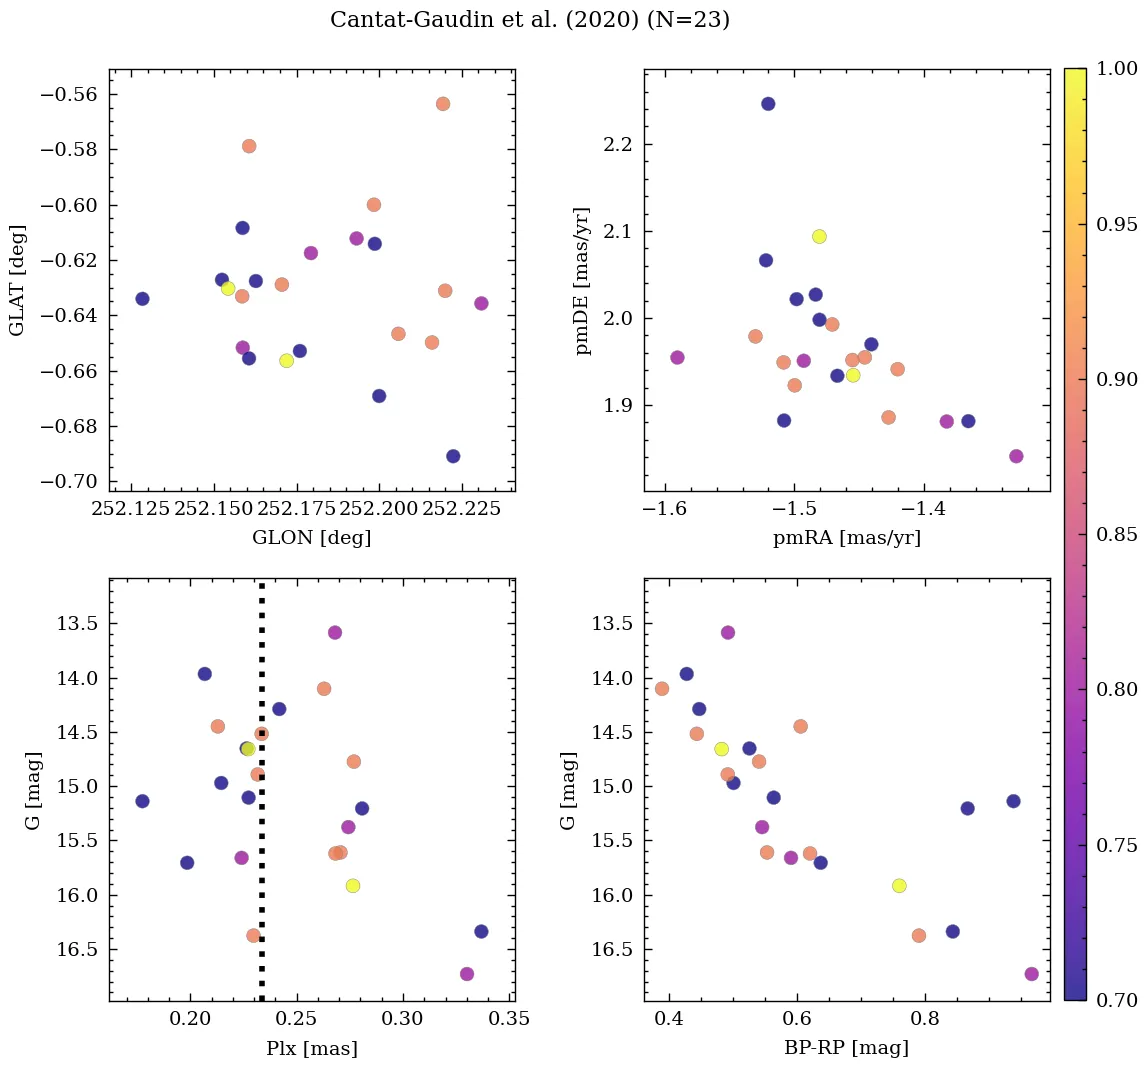 Cantat-Gaudin et al. (2020) (N=23)
−0.56
−0.58
−0.60
−0.62
−0.64
−0.66
−0.68
−0.70
GLAT [deg]
252.125 252.150 252.175 252.200 252.225
GLON [deg]
2.2
2.1
2.0
1.9
pmDE [mas/yr]
−1.6 −1.5 −1.4
pmRA [mas/yr]
13.5
14.0
14.5
15.0
15.5
16.0
16.5
G [mag]
0.20 0.25 0.30 0.35
Plx [mas]
13.5
14.0
14.5
15.0
15.5
16.0
16.5
G [mag]
0.4 0.6 0.8
BP-RP [mag]
1.00
0.95
0.90
0.85
0.80
0.75
0.70